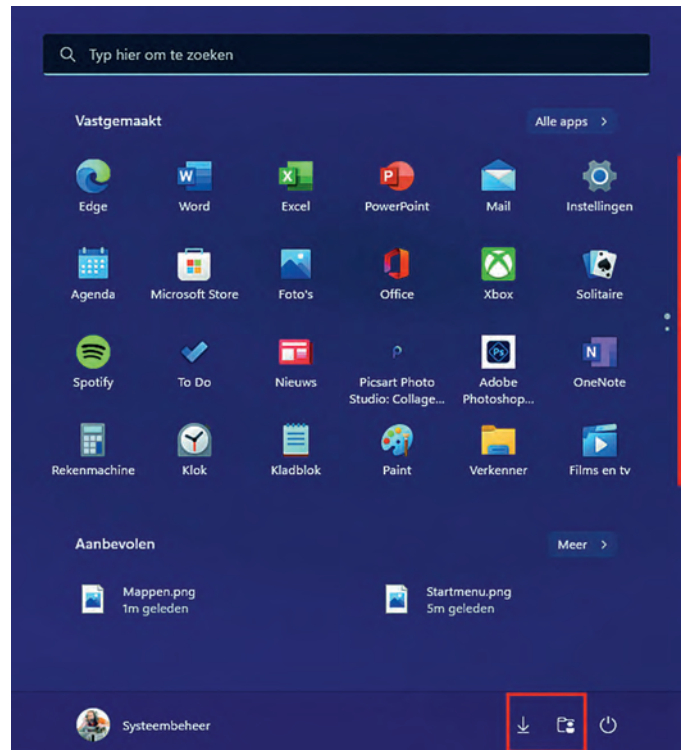 Typ hier om te zoeken
Vastgemaakt
Alle apps
Edge
Word
Excel
PowerPoint
Mail
Instellingen
Agenda
Microsoft Store
Foto's
Office
Xbox
Solitaire
Spotify
To Do
Nieuws
Picsart Photo
Studio: Collage...
Adobe
Photoshop...
OneNote
Rekenmachine
Klok
Kladblok
Paint
Verkenner
Films en tv
Aanbevolen
Meer
Mappen.png
1m geleden
Startmenu.png
5m geleden
Systeembeheer